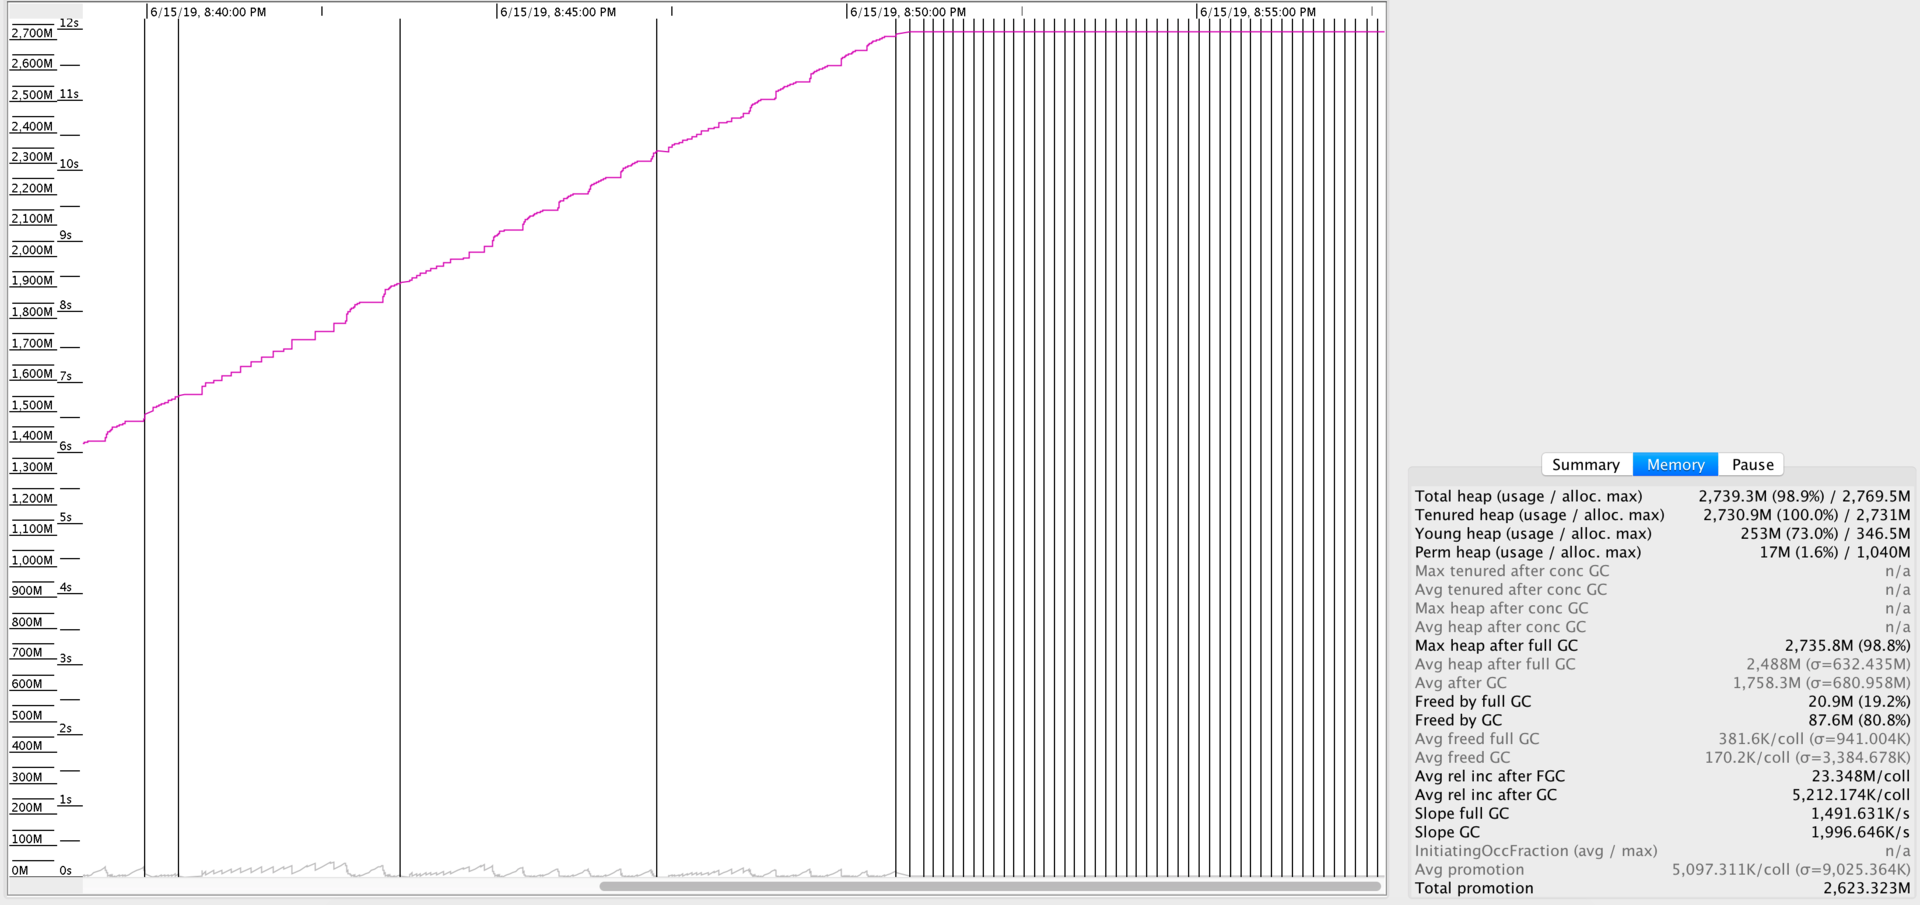 6/15/19, 8:40:00 PM
6/15/19, 8:45:00 PM
6/15/19, 8:50:00 PM
6/15/19, 8:55:00 PM
12s
2,700M
2,600M
2,500M
11s
2,400M
2,300M
10s
2,200M
2,100M
9s
2,000M
1,900M
8s
1,800M
1,700M
7s
1,600M
1,500M
1,400M
6s
1,300M
1,200M
5s
1,100M
1,000M
4s
900M
800M
700M
3s
600M
500M
2s
400M
300M
1s
200M
100M
0M
0s
Summary Memory Pause
Total heap (usage / alloc. max) 2,739.3M (98.9%) / 2,769.5M
Tenured heap (usage / alloc. max) 2,730.9M (100.0%) / 2,731M
Young heap (usage / alloc. max) 253M (73.0%) / 346.5M
Perm heap (usage / alloc. max) 17M (1.6%) / 1,040M
Max tenured after conc GC n/a
Avg tenured after conc GC n/a
Max heap after conc GC n/a
Avg heap after conc GC n/a
Max heap after full GC 2,735.8M (98.8%)
Avg heap after full GC 2,488M (σ=632.435M)
Avg after GC 1,758.3M (σ=680.958M)
Freed by full GC 20.9M (19.2%)
Freed by GC 87.6M (80.8%)
Avg freed full GC 381.6K/coll (σ=941.004K)
Avg freed GC 170.2K/coll (σ=3,384.678K)
Avg rel inc after FGC 23.348M/coll
Avg rel inc after GC 5,212.174K/coll
Slope full GC 1,491.631K/s
Slope GC 1,996.646K/s
InitiatingOccFraction (avg / max) n/a
Avg promotion 5,097.311K/coll (σ=9,025.364K)
Total promotion 2,623.323M